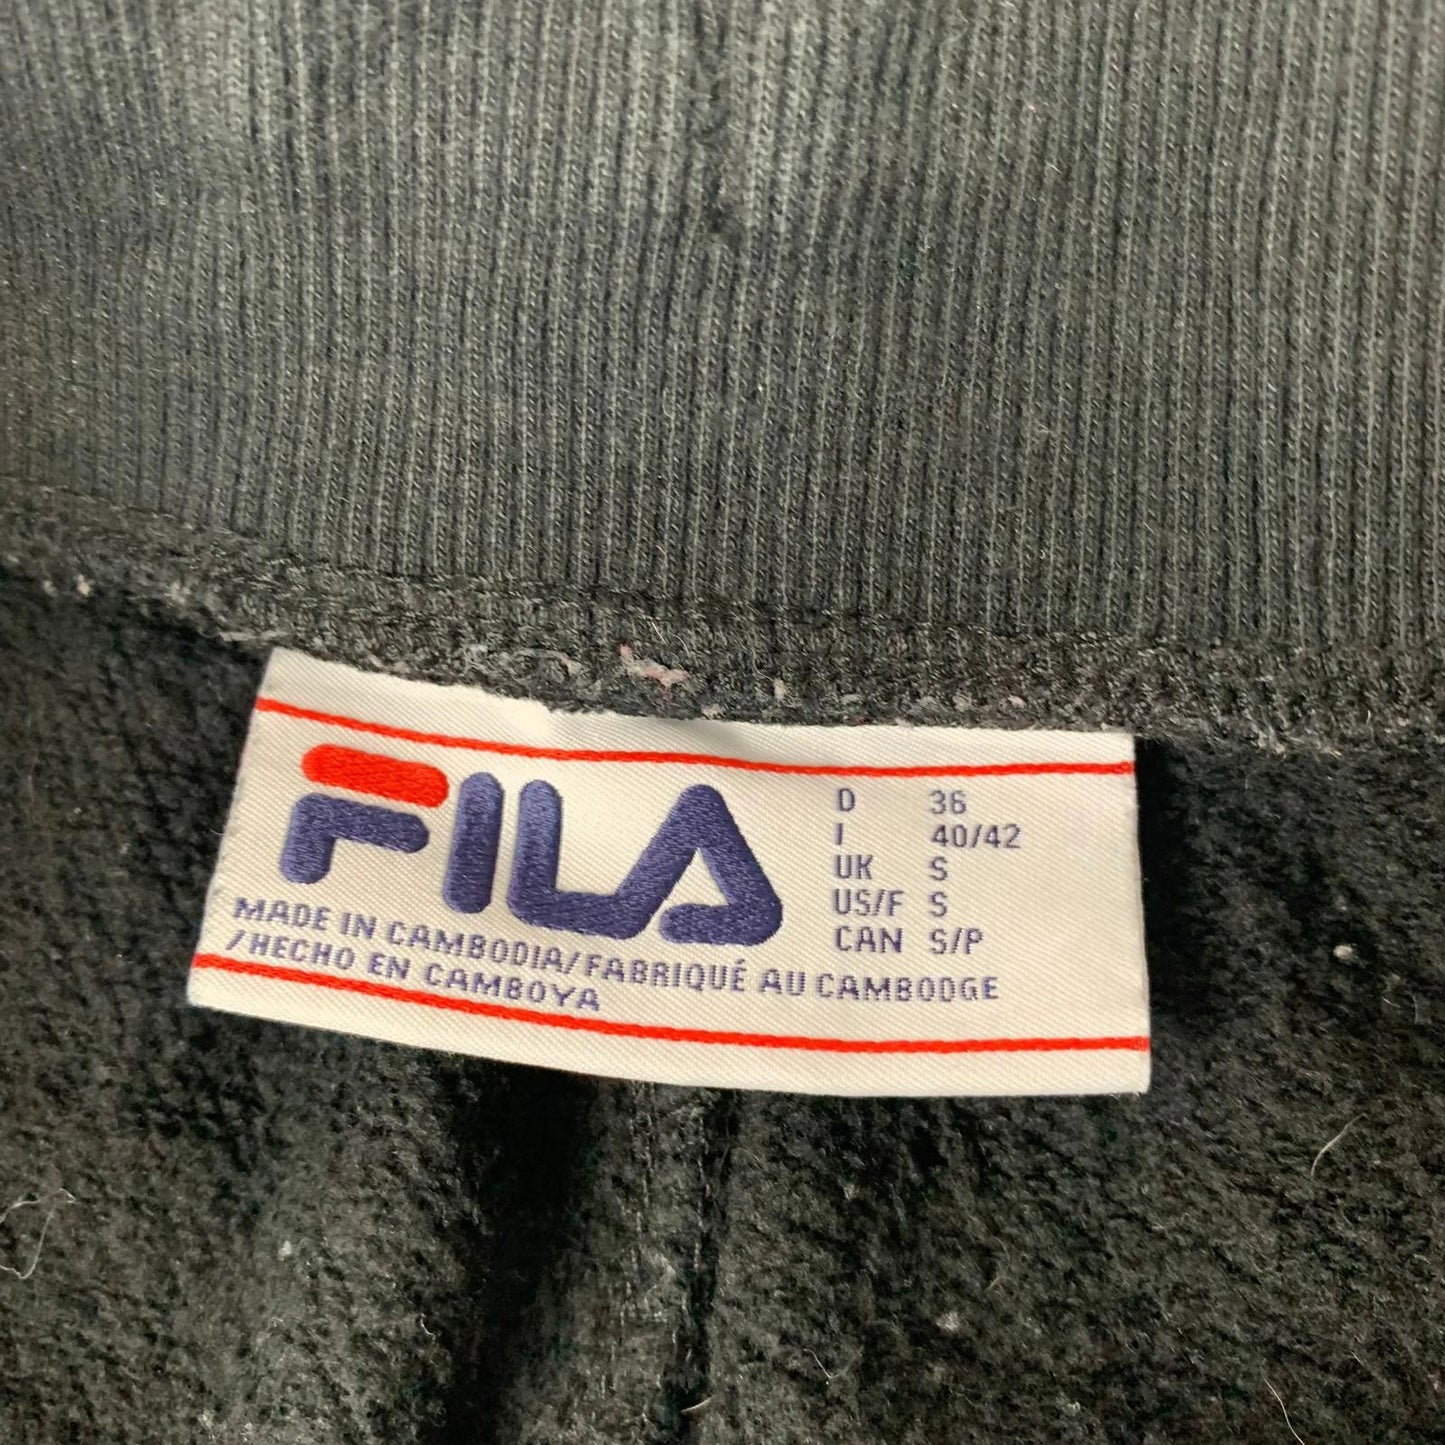 FILA
D 36
I 40/42
UK S
US/F S
CAN S/P
MADE IN CAMBODIA/FABRIQUÉ AU CAMBODGE
/HECHO EN CAMBOYA